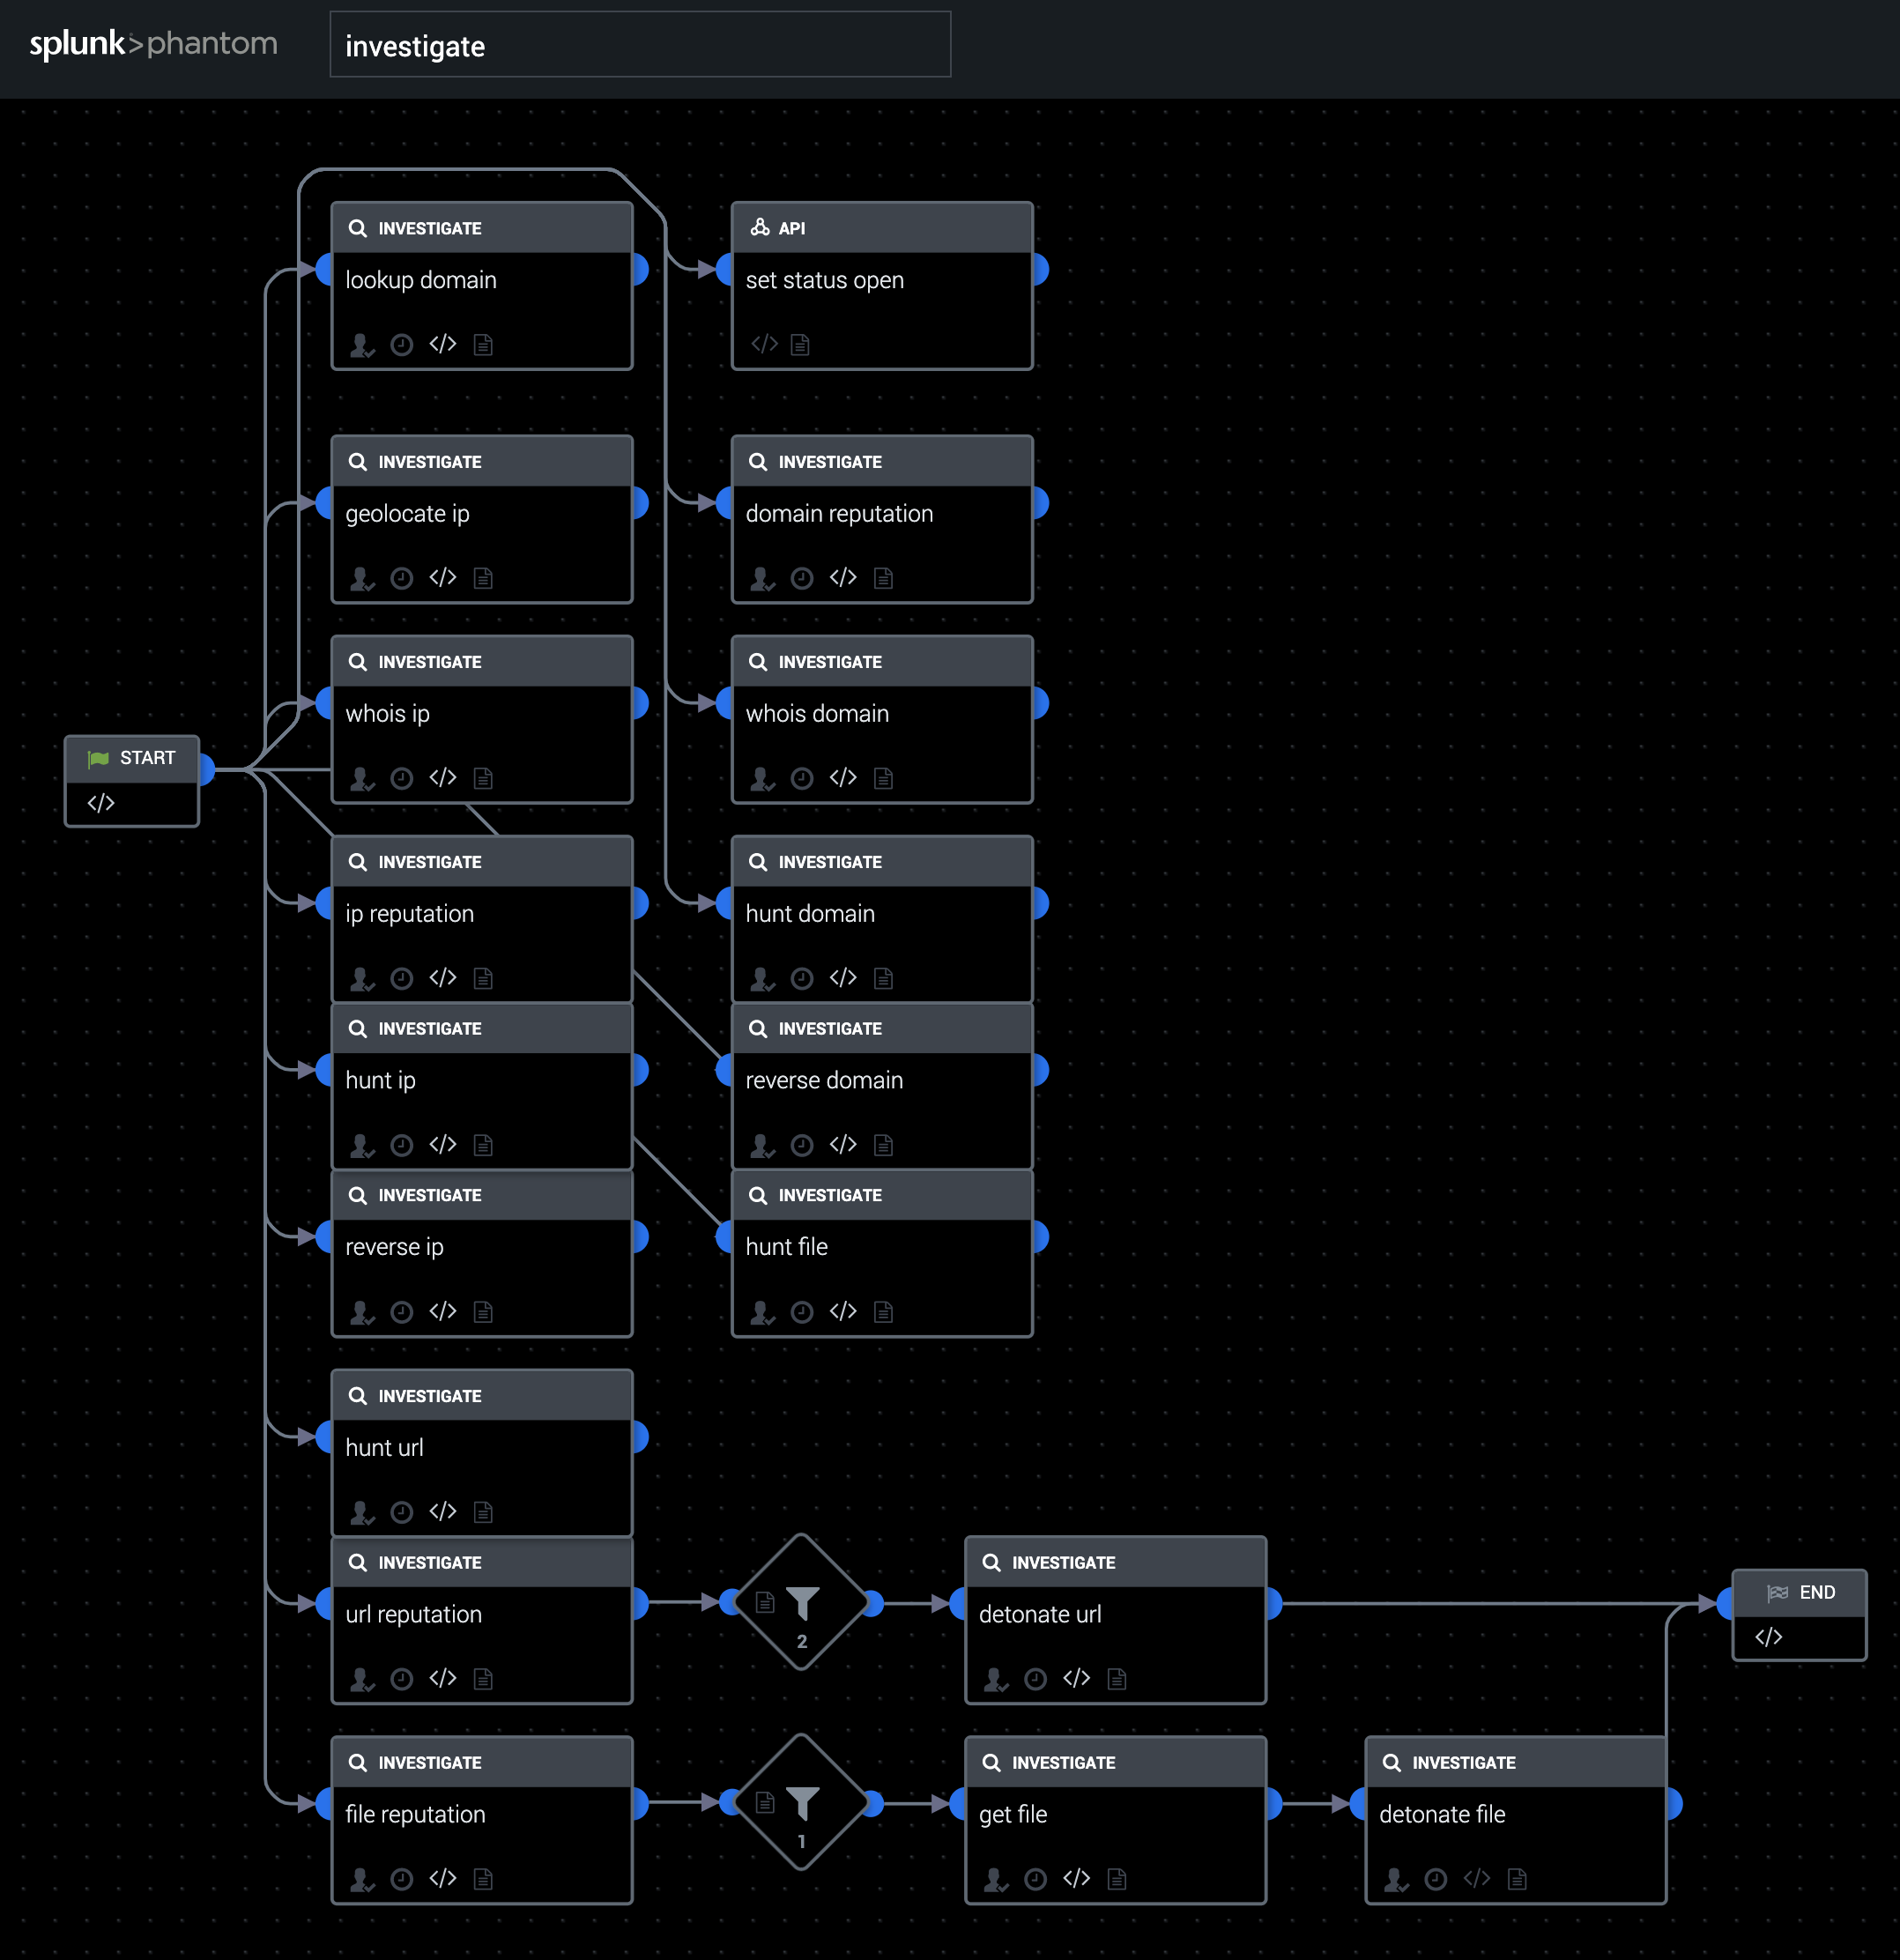 splunk>phantom
investigate
INVESTIGATE
lookup domain
</>
API
set status open
</>
INVESTIGATE
geolocate ip
</>
INVESTIGATE
domain reputation
</>
INVESTIGATE
whois ip
</>
INVESTIGATE
whois domain
</>
START
</>
INVESTIGATE
ip reputation
</>
INVESTIGATE
hunt domain
</>
INVESTIGATE
hunt ip
</>
INVESTIGATE
reverse domain
</>
INVESTIGATE
reverse ip
</>
INVESTIGATE
hunt file
</>
INVESTIGATE
hunt url
</>
INVESTIGATE
url reputation
</>
2
INVESTIGATE
detonate url
</>
END
</>
INVESTIGATE
file reputation
</>
1
INVESTIGATE
get file
</>
INVESTIGATE
detonate file
</>